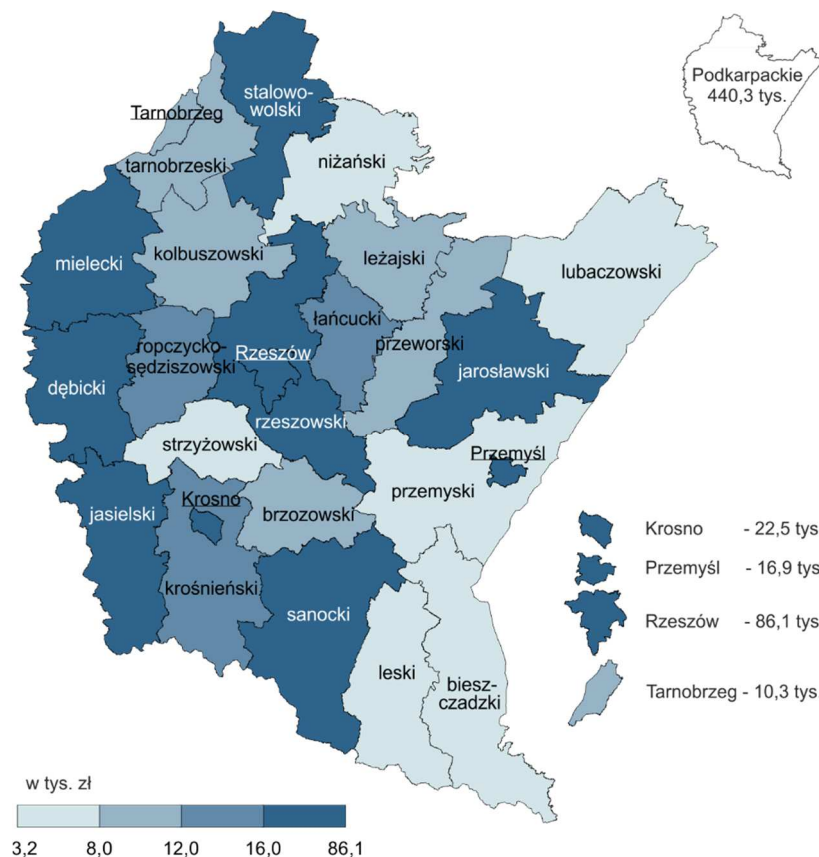 Podkarpackie
440,3 tys.
stalowo-
wolski
Tarnobrzeg
tarnobrzeski
niżański
kolbuszowski
leżajski
mielecki
lubaczowski
łańcucki
ropczycko-
sędziszowski
Rzeszów
przeworski
jarosławski
dębicki
rzeszowski
strzyżowski
Przemyśl
przemyski
Krosno
jasielski
brzozowski
Krosno - 22,5 tys
Przemyśl - 16,9 tys
krośnieński
sanocki
Rzeszów - 86,1 tys
leski
biesz-
czadzki
Tarnobrzeg - 10,3 tys
w tys. zł
3,2 8,0 12,0 16,0 86,1